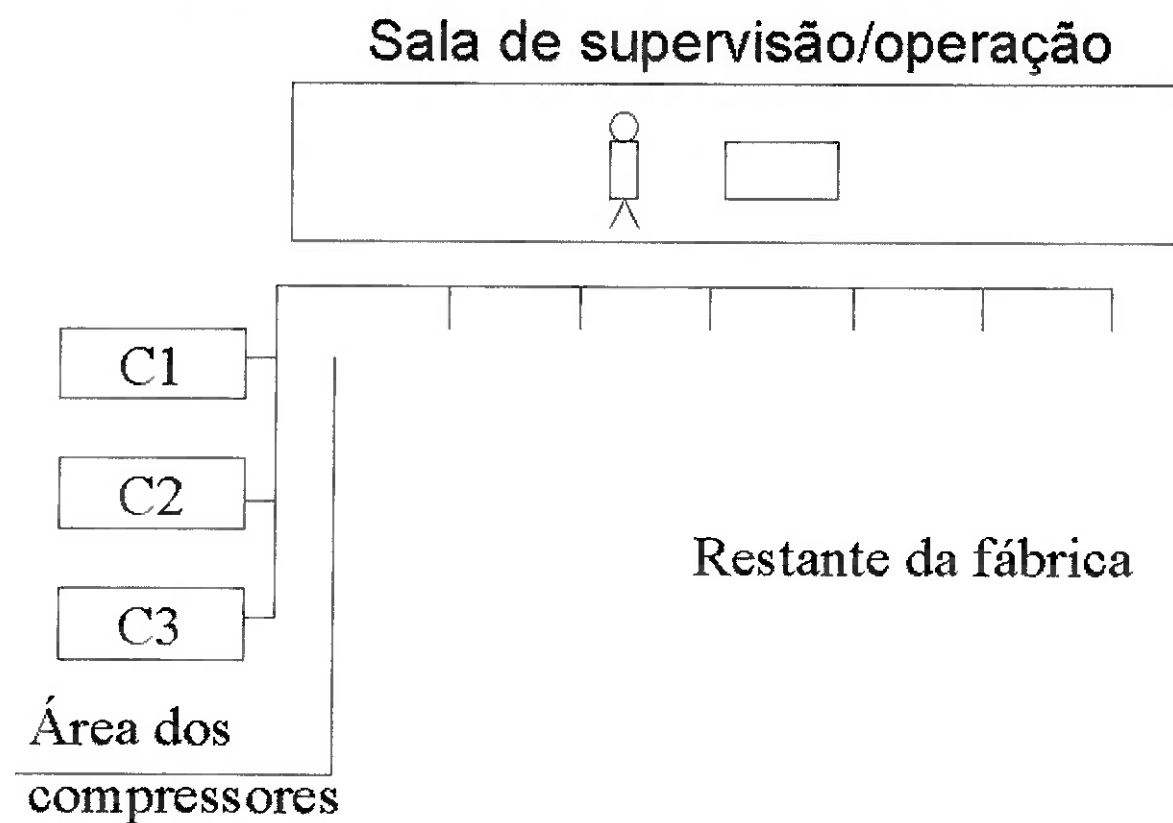 Sala de supervisão/operação
C1
C2
C3
Restante da fábrica
Área dos
compressores